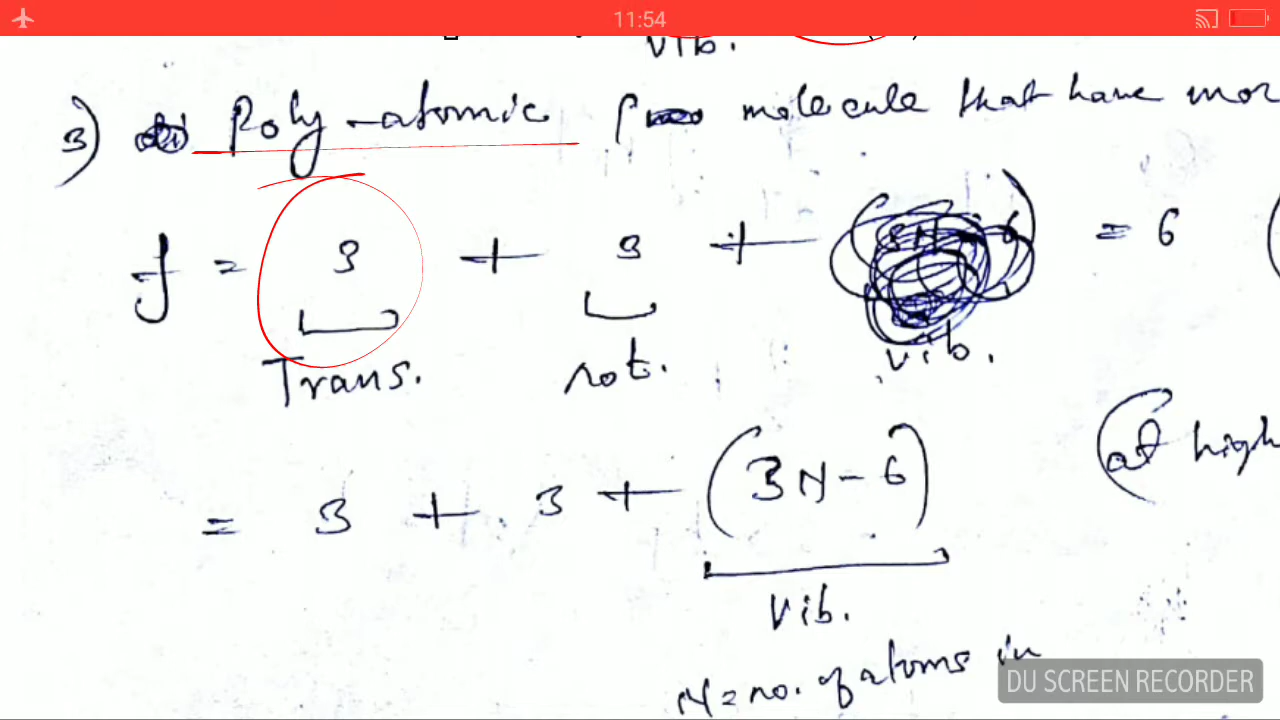 11:54
vib.
3) Poly-atomic molecule that have mor
f = 3 + 3 + = 6 (
Trans. rot. vib.
(at high
= 3 + 3 + (3N-6)
Vib.
N = no. of atoms in
DU SCREEN RECORDER